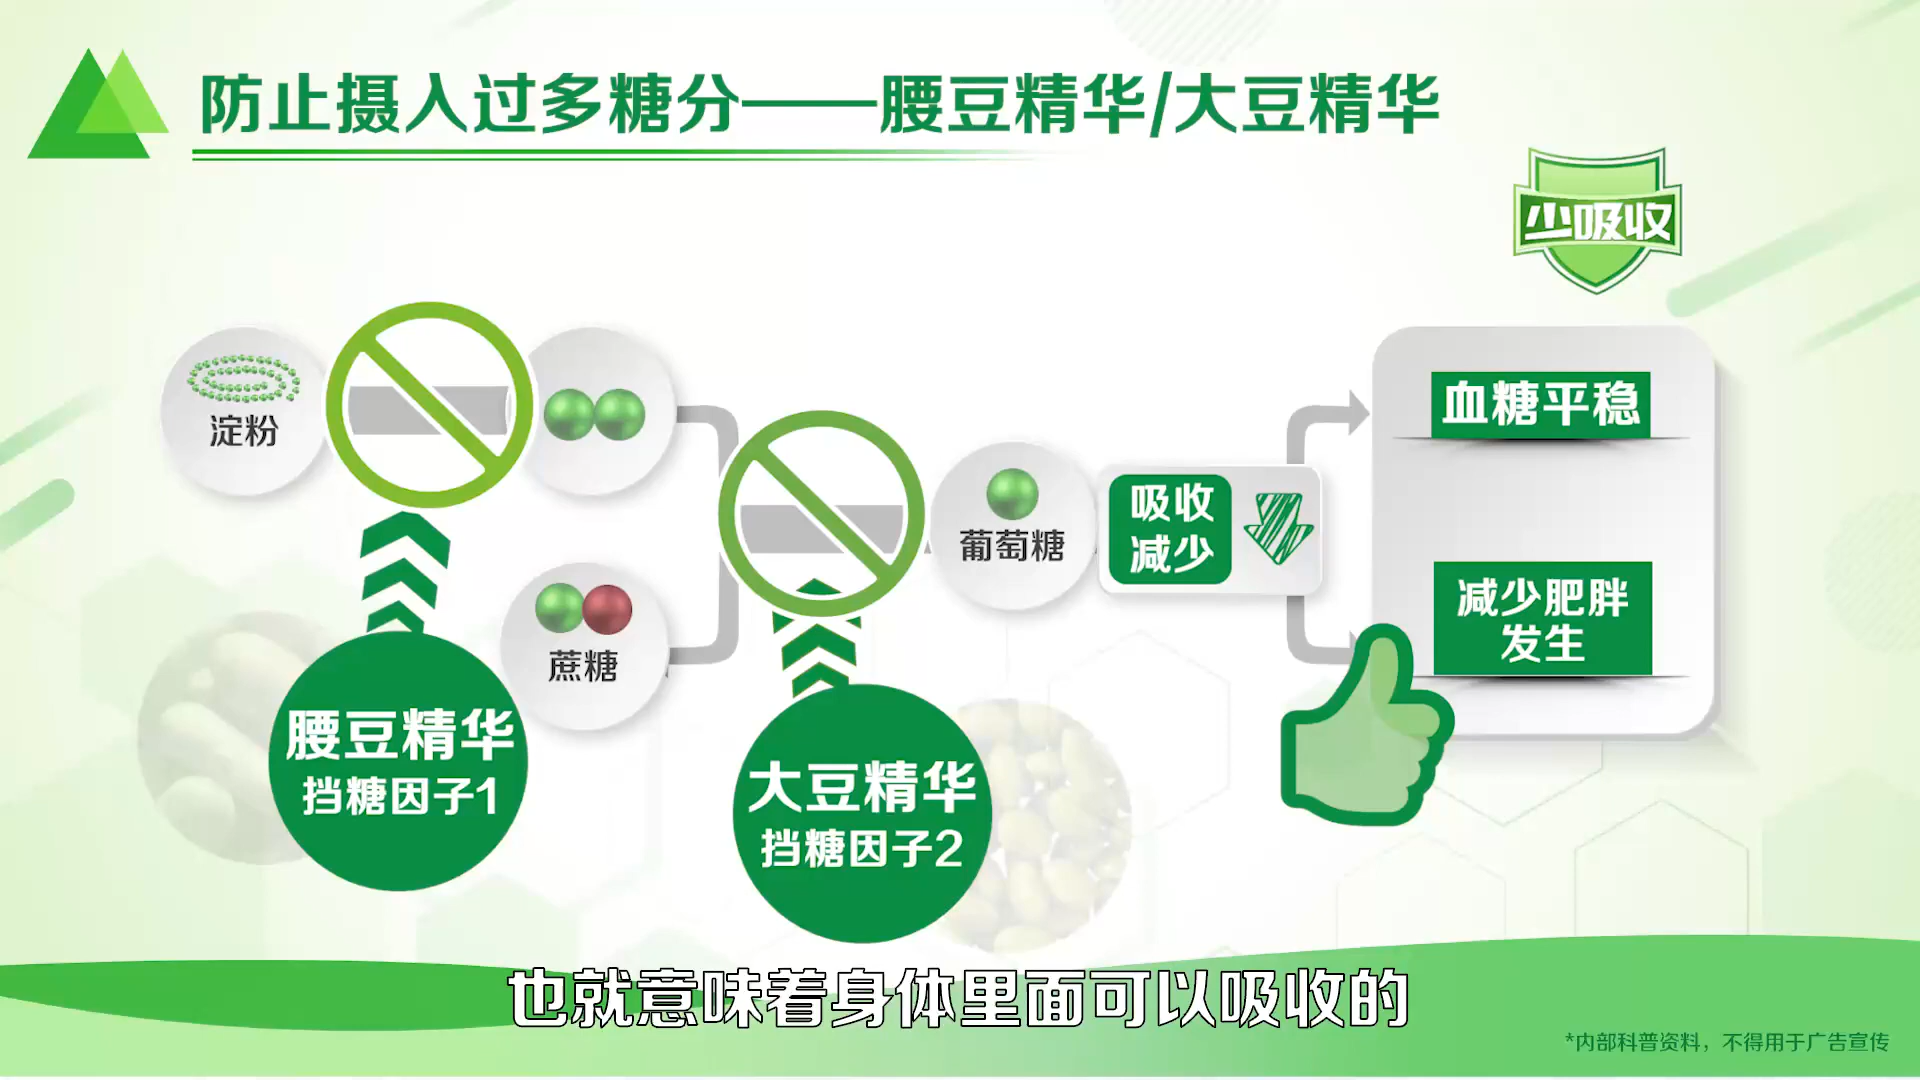 防止摄入过多糖分——腰豆精华/大豆精华
少吸收
淀粉
蔗糖
葡萄糖
吸收
减少
血糖平稳
减少肥胖
发生
腰豆精华
挡糖因子1
大豆精华
挡糖因子2
也就意味着身体里面可以吸收的
*内部科普资料，不得用于广告宣传